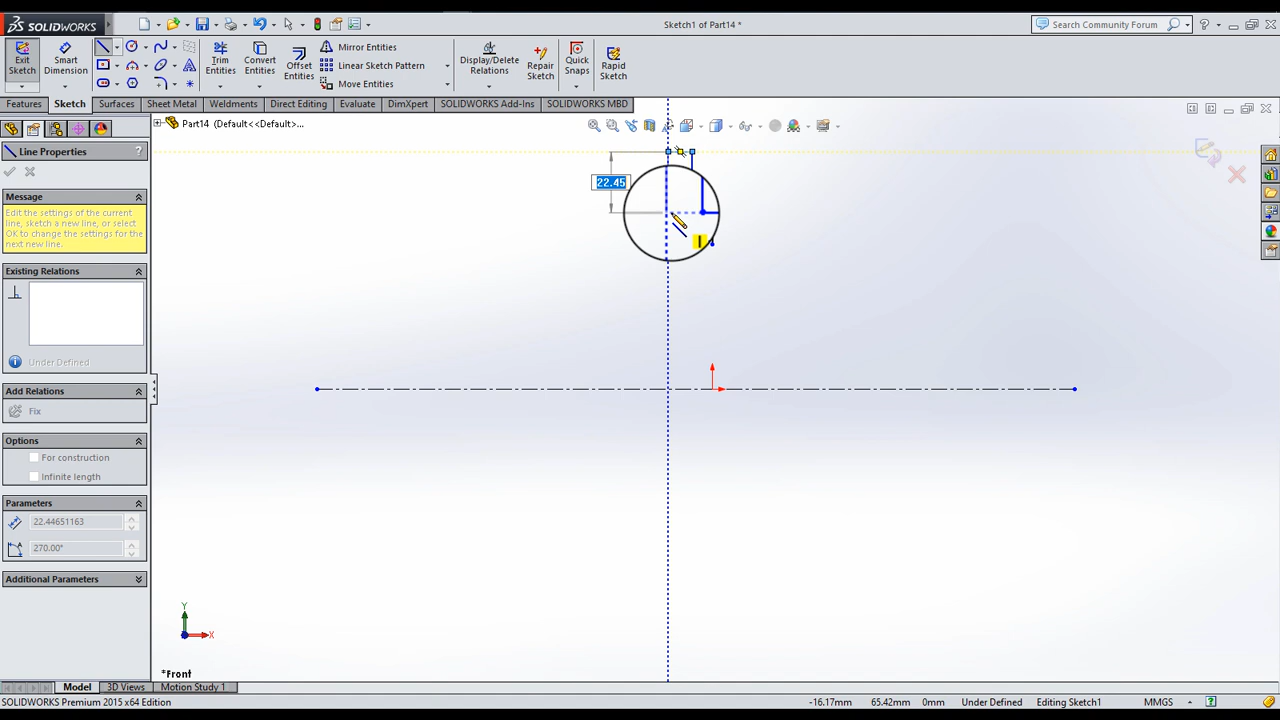 SOLIDWORKS
Sketch1 of Part14 *
Search Community Forum
Exit Sketch
Smart Dimension
Trim Entities
Convert Entities
Offset Entities
Mirror Entities
Linear Sketch Pattern
Move Entities
Display/Delete Relations
Repair Sketch
Quick Snaps
Rapid Sketch
Features
Sketch
Surfaces
Sheet Metal
Weldments
Direct Editing
Evaluate
DimXpert
SOLIDWORKS Add-Ins
SOLIDWORKS MBD
Part14 (Default<<Default>...
Line Properties
?
Message
Edit the settings of the current
line, sketch a new line, or select
OK to change the settings for the
next new line.
Existing Relations
Under Defined
Add Relations
Fix
Options
For construction
Infinite length
Parameters
22.44651163
270.00°
Additional Parameters
22.45
Y
X
*Front
Model
3D Views
Motion Study 1
SOLIDWORKS Premium 2015 x64 Edition
-16.17mm
65.42mm
0mm
Under Defined
Editing Sketch1
MMGS
?